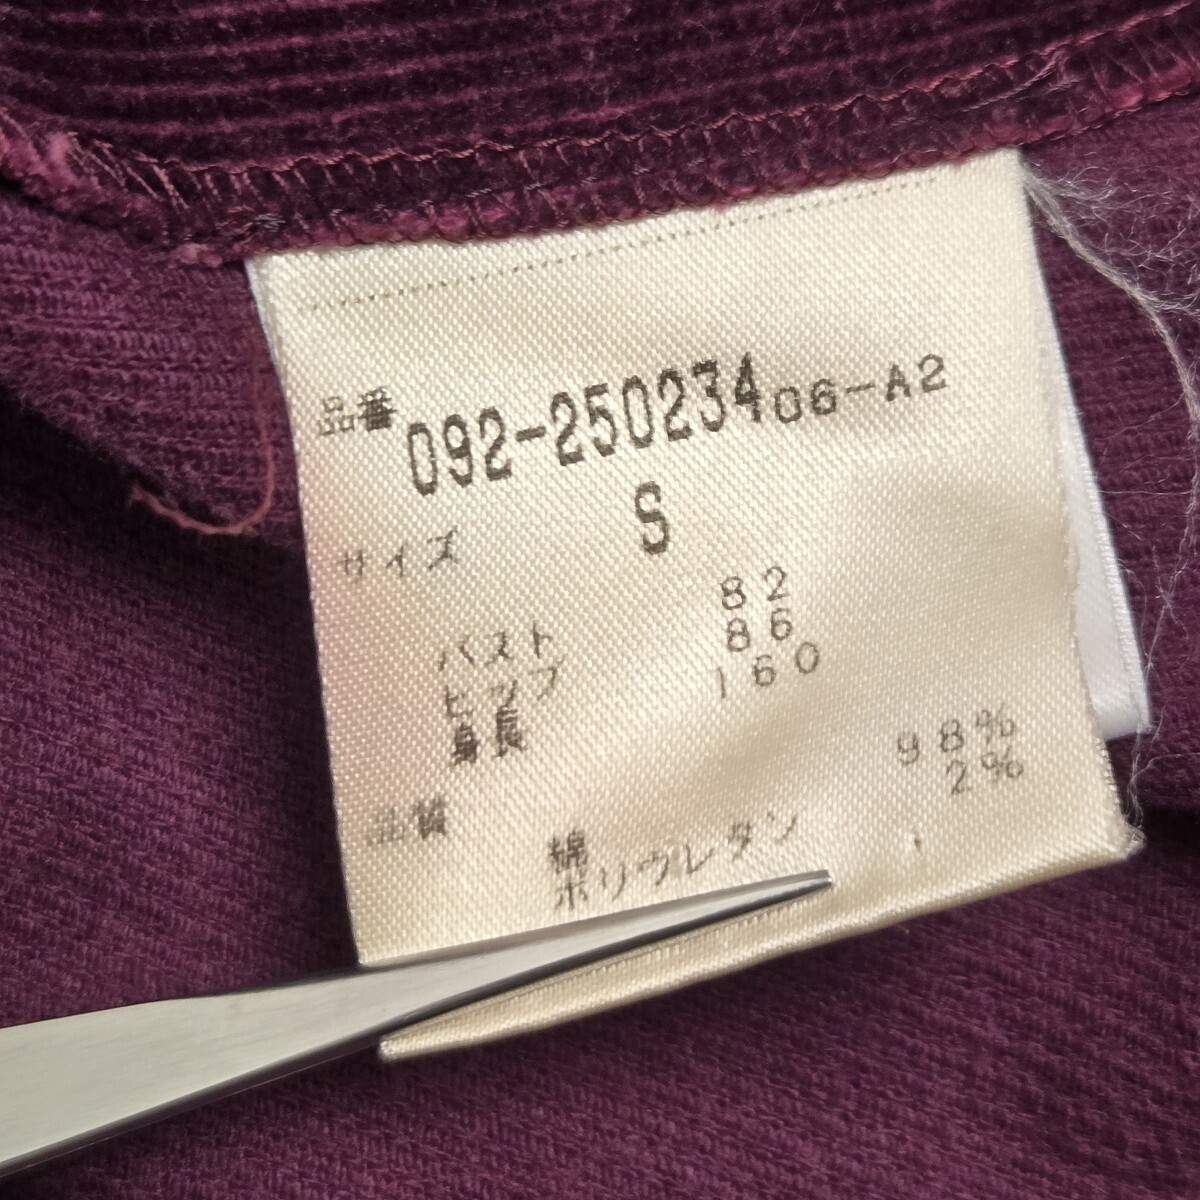 品番 092-250234 06-A2
サイズ S
バスト 82
ヒップ 86
身長 160
品質
綿 98%
ポリウレタン 2%